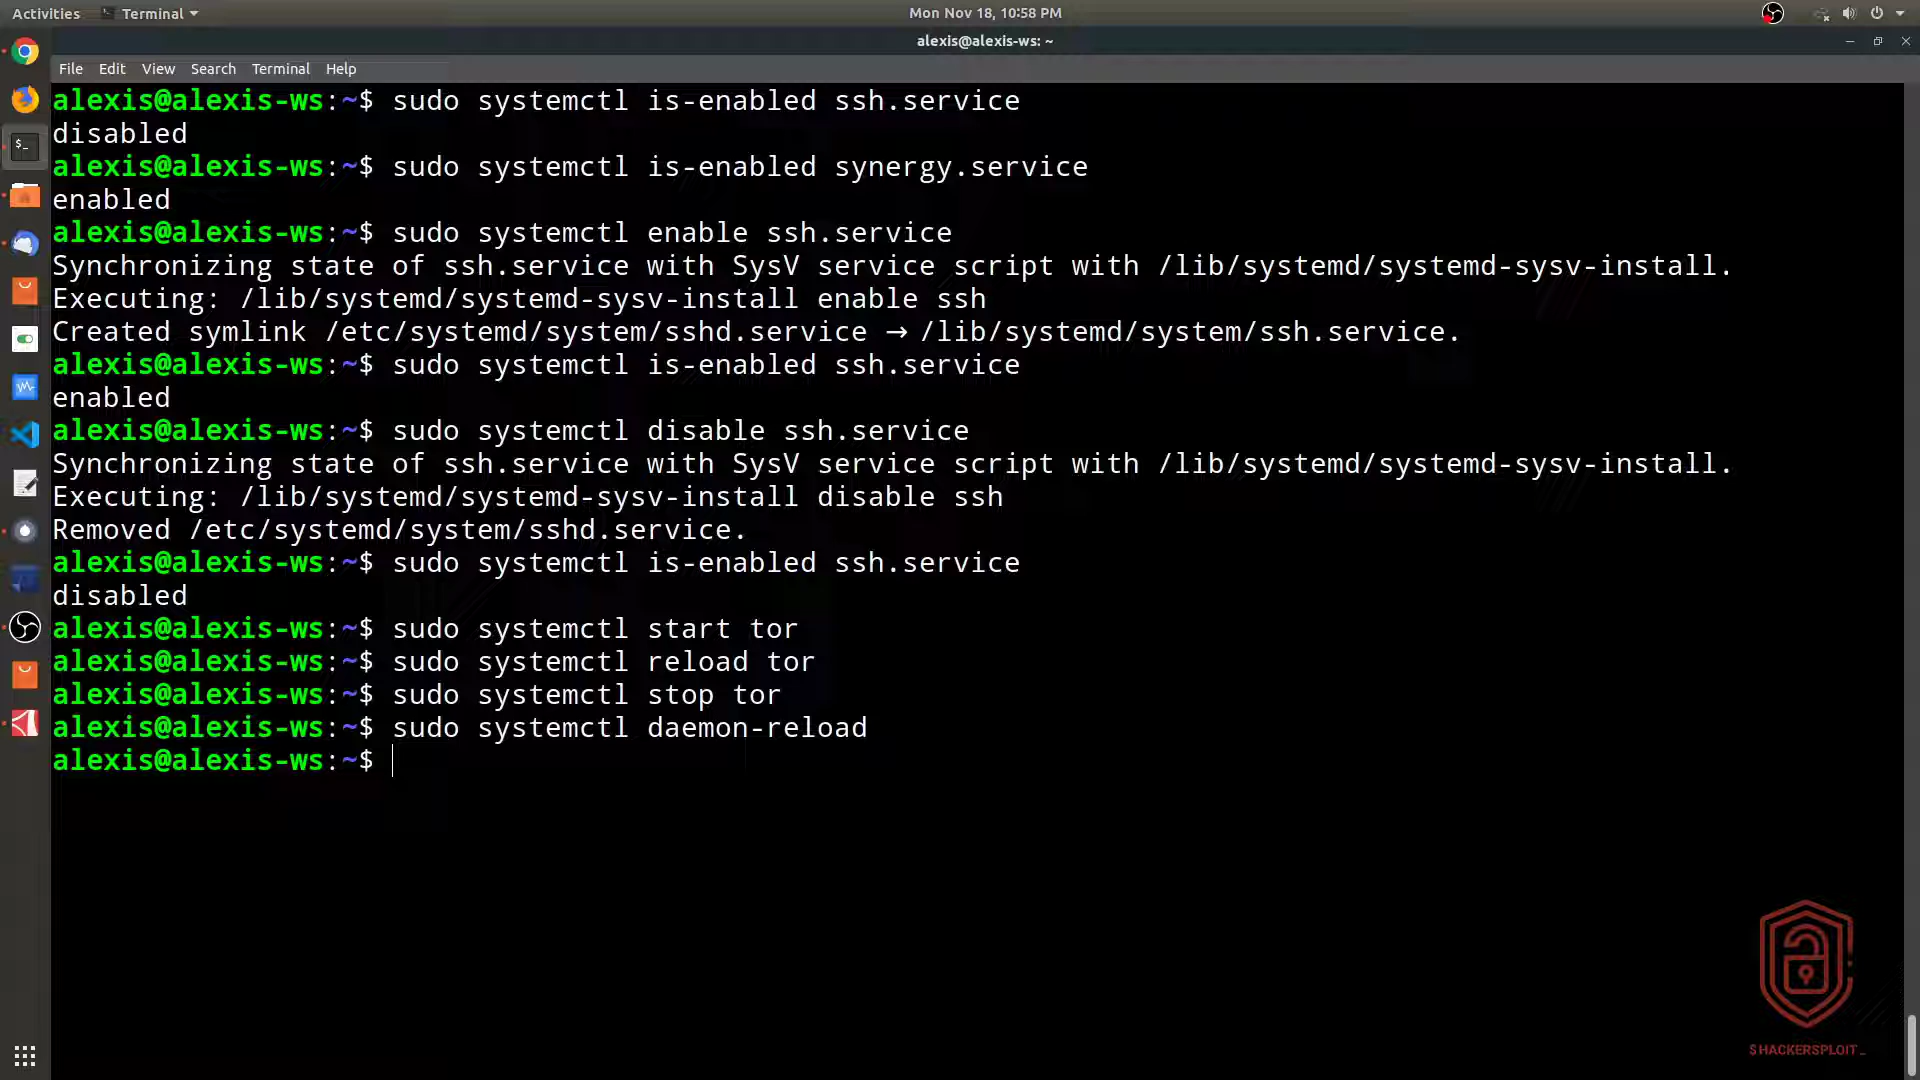 Activities Terminal Mon Nov 18, 10:58 PM
alexis@alexis-ws: ~
File Edit View Search Terminal Help
alexis@alexis-ws:~$ sudo systemctl is-enabled ssh.service
disabled
alexis@alexis-ws:~$ sudo systemctl is-enabled synergy.service
enabled
alexis@alexis-ws:~$ sudo systemctl enable ssh.service
Synchronizing state of ssh.service with SysV service script with /lib/systemd/systemd-sysv-install.
Executing: /lib/systemd/systemd-sysv-install enable ssh
Created symlink /etc/systemd/system/sshd.service → /lib/systemd/system/ssh.service.
alexis@alexis-ws:~$ sudo systemctl is-enabled ssh.service
enabled
alexis@alexis-ws:~$ sudo systemctl disable ssh.service
Synchronizing state of ssh.service with SysV service script with /lib/systemd/systemd-sysv-install.
Executing: /lib/systemd/systemd-sysv-install disable ssh
Removed /etc/systemd/system/sshd.service.
alexis@alexis-ws:~$ sudo systemctl is-enabled ssh.service
disabled
alexis@alexis-ws:~$ sudo systemctl start tor
alexis@alexis-ws:~$ sudo systemctl reload tor
alexis@alexis-ws:~$ sudo systemctl stop tor
alexis@alexis-ws:~$ sudo systemctl daemon-reload
alexis@alexis-ws:~$
$HACKERSPLOIT_